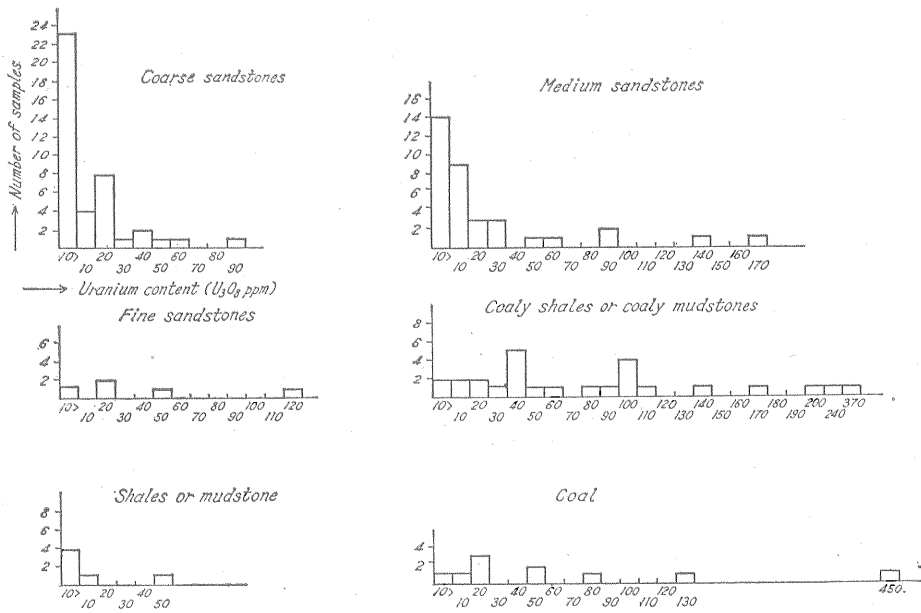 24
22
20
18
16
14
12
10
8
6
4
2
Number of samples
Coarse sandstones
10> 20 40 60 80
10 30 50 70 90
Uranium content (U₃O₈ ppm)
Medium sandstones
16
14
12
10
8
6
4
2
10> 20 40 60 80 100 120 140 160
10 30 50 70 90 110 130 150 170
Fine sandstones
6
4
2
10> 20 40 60 80 100 120
10 30 50 70 90 110
Coaly shales or coaly mudstones
8
6
4
2
10> 20 40 60 80 100 120 140 160 180 200 370
10 30 50 70 90 110 130 150 170 190 240
Shales or mudstone
8
6
4
2
10> 20 40
10 30 50
Coal
4
2
10> 20 40 60 80 100 120
10 30 50 70 90 110 130
450.